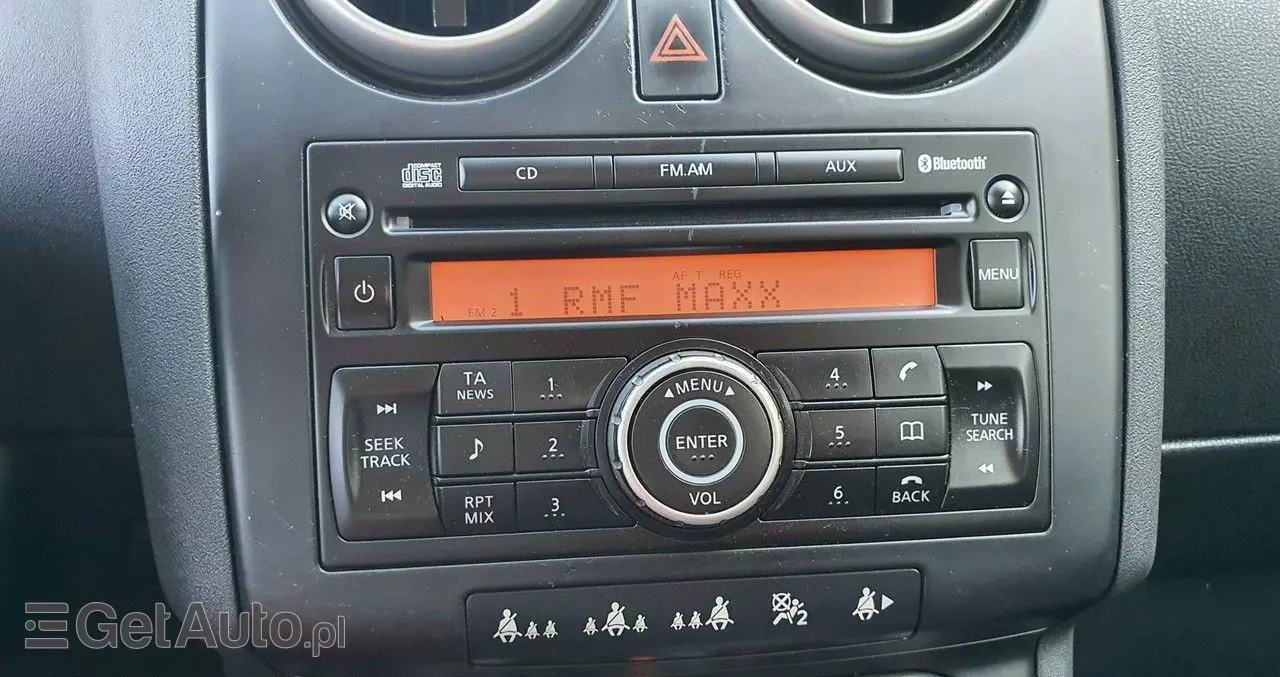 COMPACT
disc
DIGITAL AUDIO
CD
FM.AM
AUX
Bluetooth
MENU
AF T REG
FM 2 1 RMF MAXX
SEEK
TRACK
TA
NEWS
1
2
RPT
MIX
3
MENU
ENTER
VOL
4
5
6
BACK
TUNE
SEARCH
2
GetAuto.pl